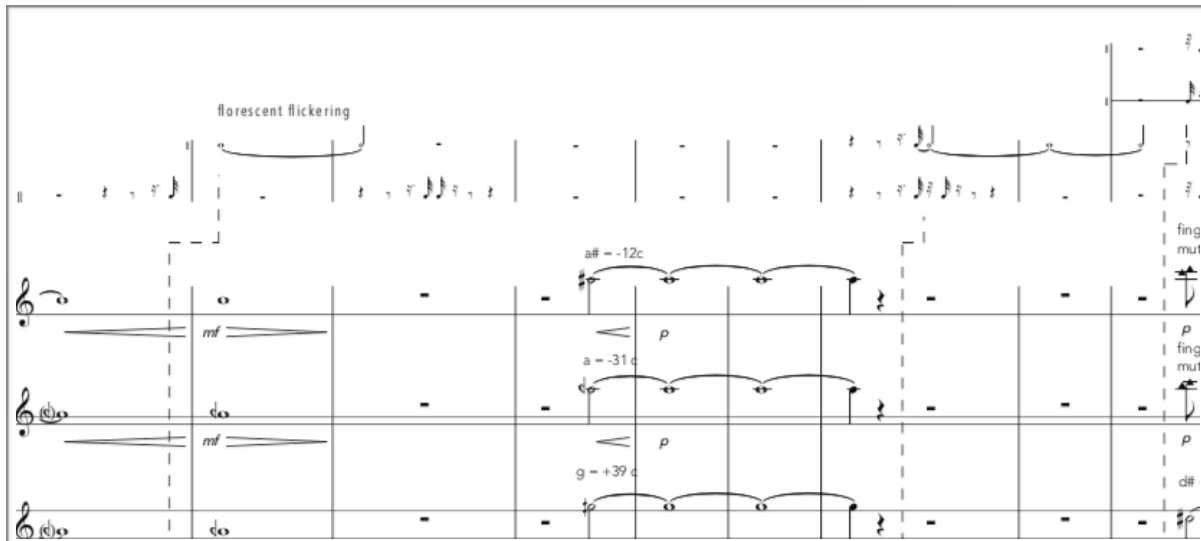 florescent flickering
fing
mut
a# = -12c
mf
p
p
fing
mut
a = -31 c
mf
p
p
g = +39 c
d#